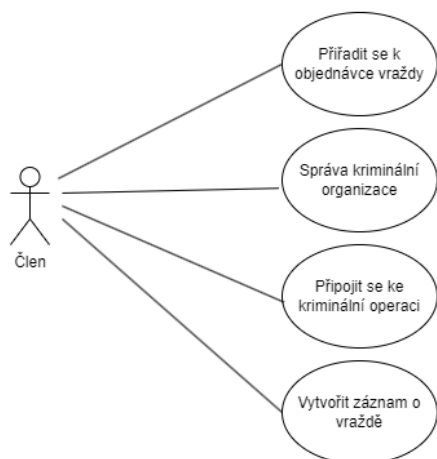 Přiřadit se k
objednávce vraždy
Správa kriminální
organizace
Člen
Připojit se ke
kriminální operaci
Vytvořit záznam o
vraždě